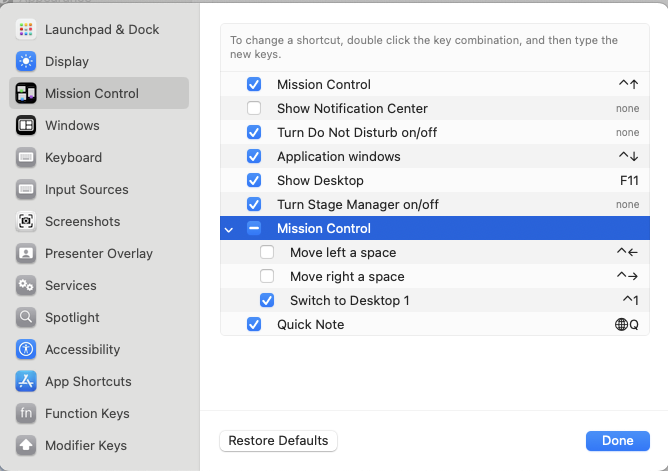 Launchpad & Dock
Display
Mission Control
Windows
Keyboard
Input Sources
Screenshots
Presenter Overlay
Services
Spotlight
Accessibility
App Shortcuts
fn Function Keys
Modifier Keys
To change a shortcut, double click the key combination, and then type the
new keys.
Mission Control ^↑
Show Notification Center none
Turn Do Not Disturb on/off none
Application windows ^↓
Show Desktop F11
Turn Stage Manager on/off none
Mission Control
Move left a space ^←
Move right a space ^→
Switch to Desktop 1 ^1
Quick Note 🌐Q
Restore Defaults Done